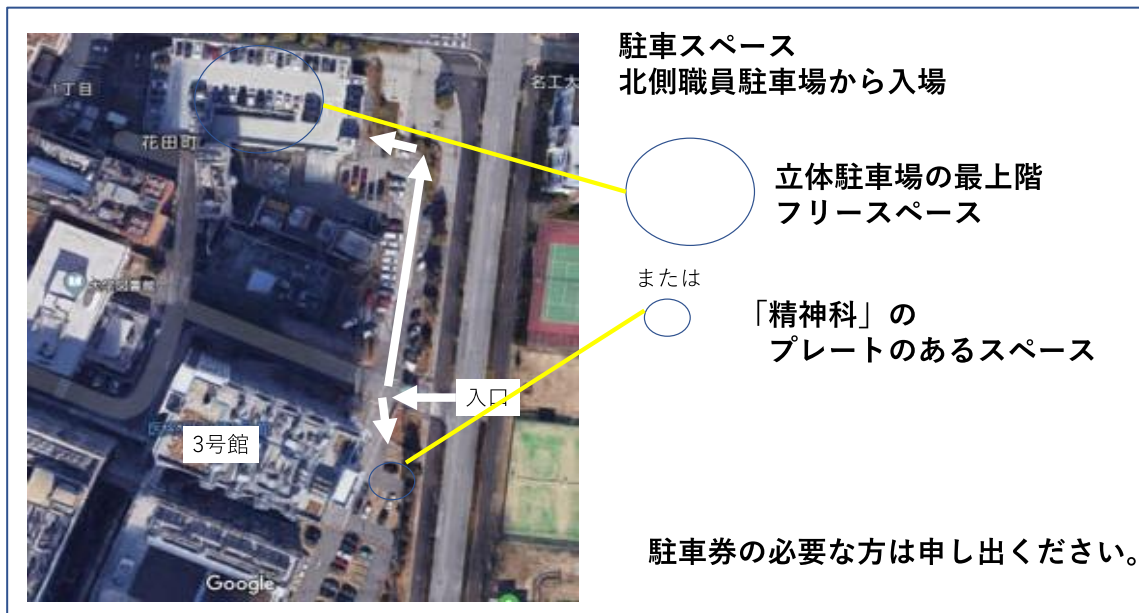 駐車スペース
北側職員駐車場から入場
立体駐車場の最上階
フリースペース
または
「精神科」の
プレートのあるスペース
駐車券の必要な方は申し出ください。
1丁目
花田町
名工大
入口
3号館
Google